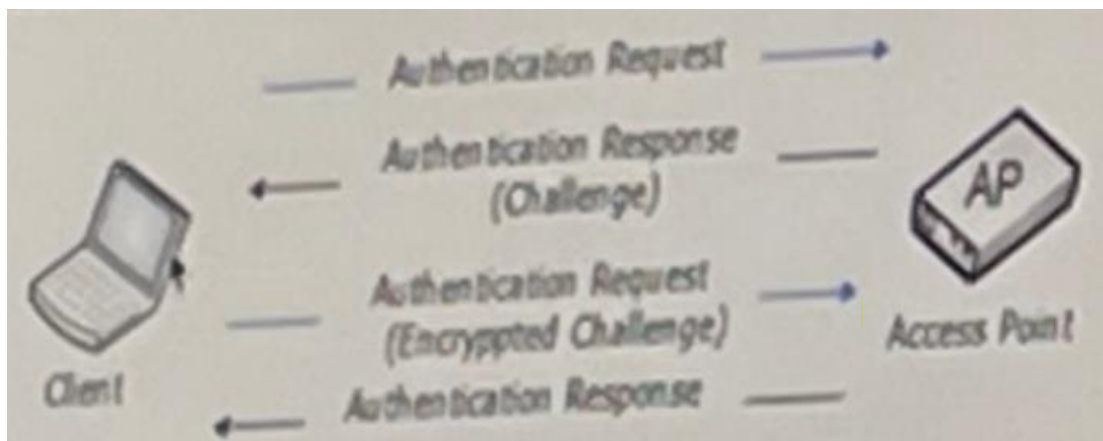 Authentication Request
Authentication Response
(Challenge)
AP
Authentication Request
(Encryppted Challenge)
Access Point
Client
Authentication Response